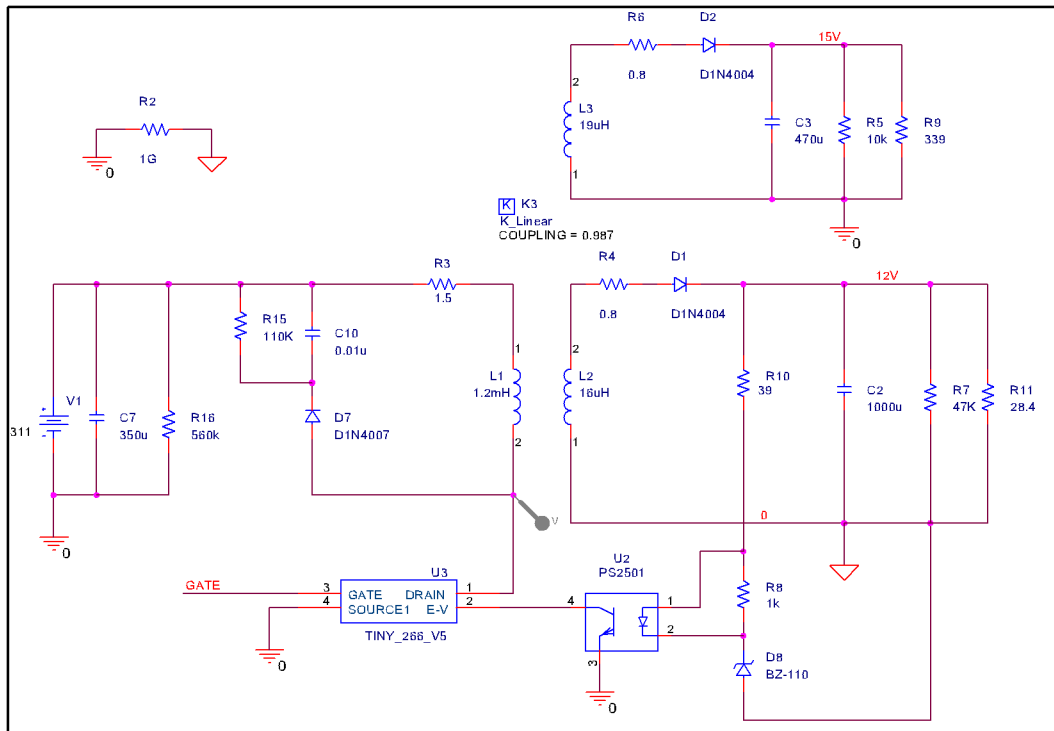 R6
D2
15V
2
0.8
D1N4004
L3
19uH
C3
470u
R5
10k
R9
339
1
0
R2
1G
0
K K3
K_Linear
COUPLING = 0.987
R3
1.5
R4
D1
12V
0.8
D1N4004
R15
110K
C10
0.01u
1
L1
1.2mH
2
2
L2
16uH
1
R10
39
C2
1000u
R7
47K
R11
28.4
V1
311
C7
350u
R16
560k
D7
D1N4007
0
V
0
U3
GATE
3
4
GATE DRAIN
SOURCE1 E-V
1
2
TINY_266_V5
0
U2
PS2501
4
1
2
3
0
R8
1k
D8
BZ-110